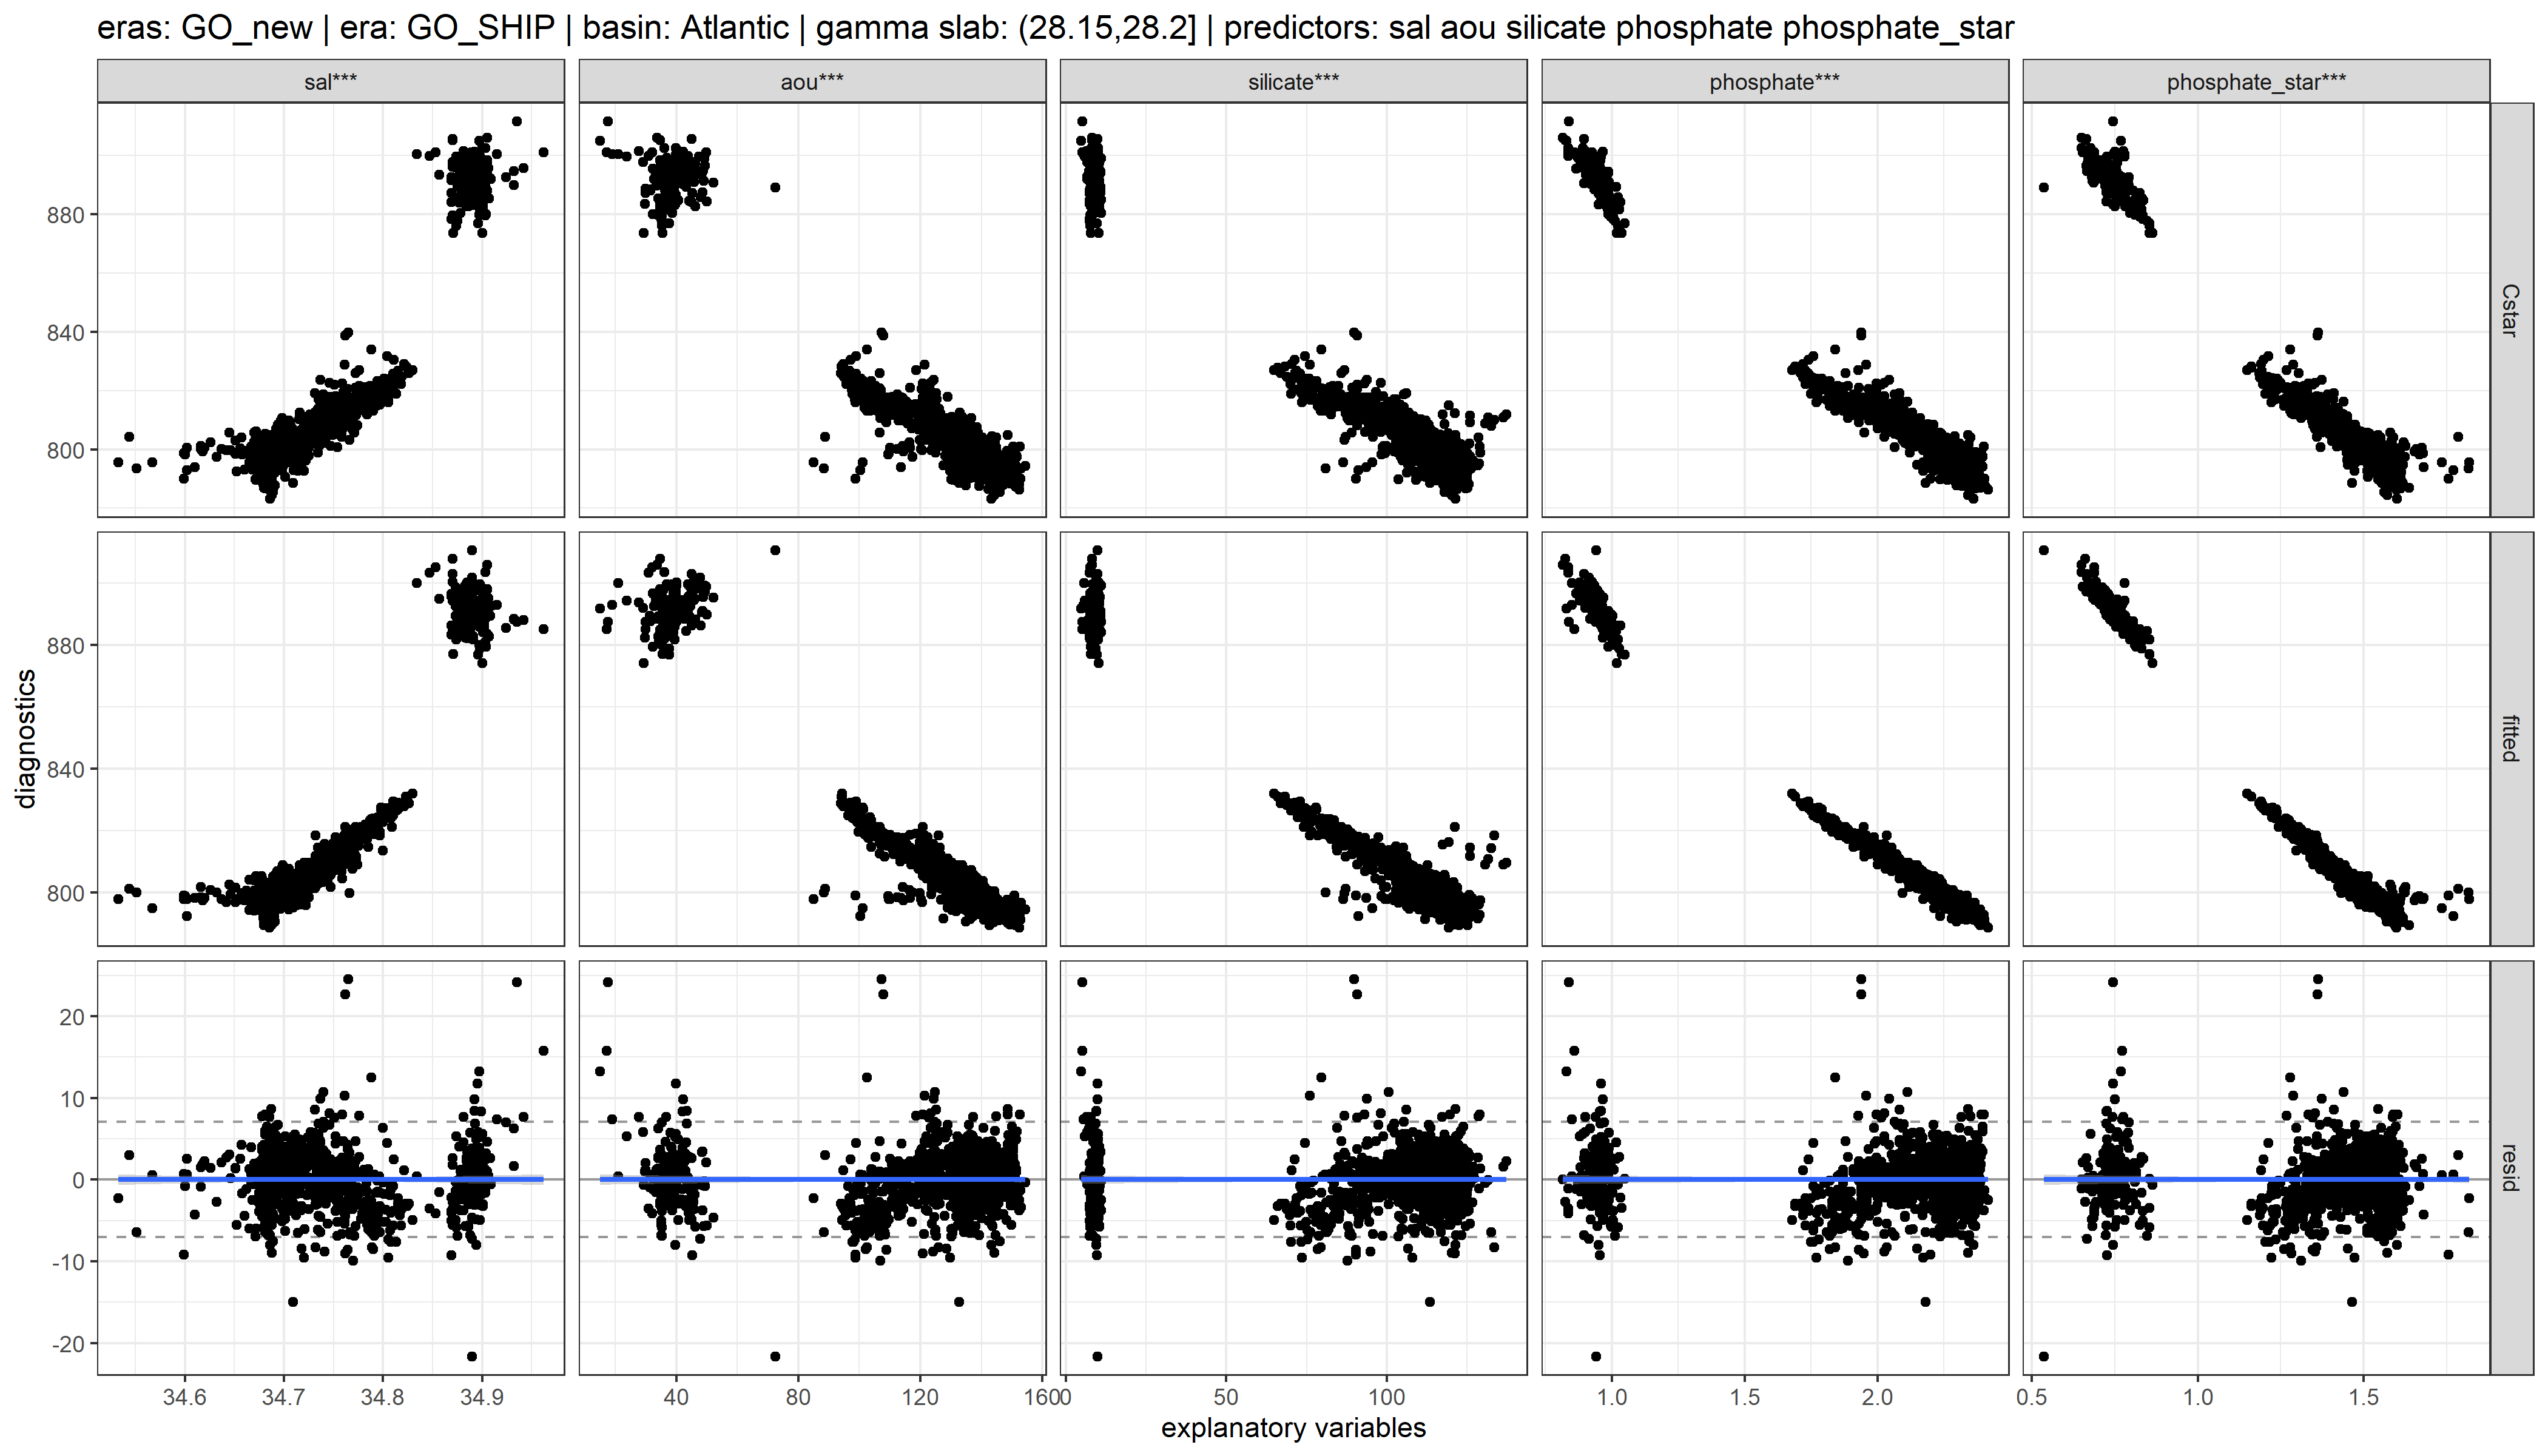 eras: GO_new | era: GO_SHIP | basin: Atlantic | gamma slab: (28.15,28.2] | predictors: sal aou silicate phosphate phosphate_star
sal*** aou*** silicate*** phosphate*** phosphate_star***
880
840
800
Cstar
880
840
800
fitted
20
10
0
-10
-20
resid
diagnostics
34.6 34.7 34.8 34.9 40 80 120 160 0 50 100 1.0 1.5 2.0 0.5 1.0 1.5
explanatory variables